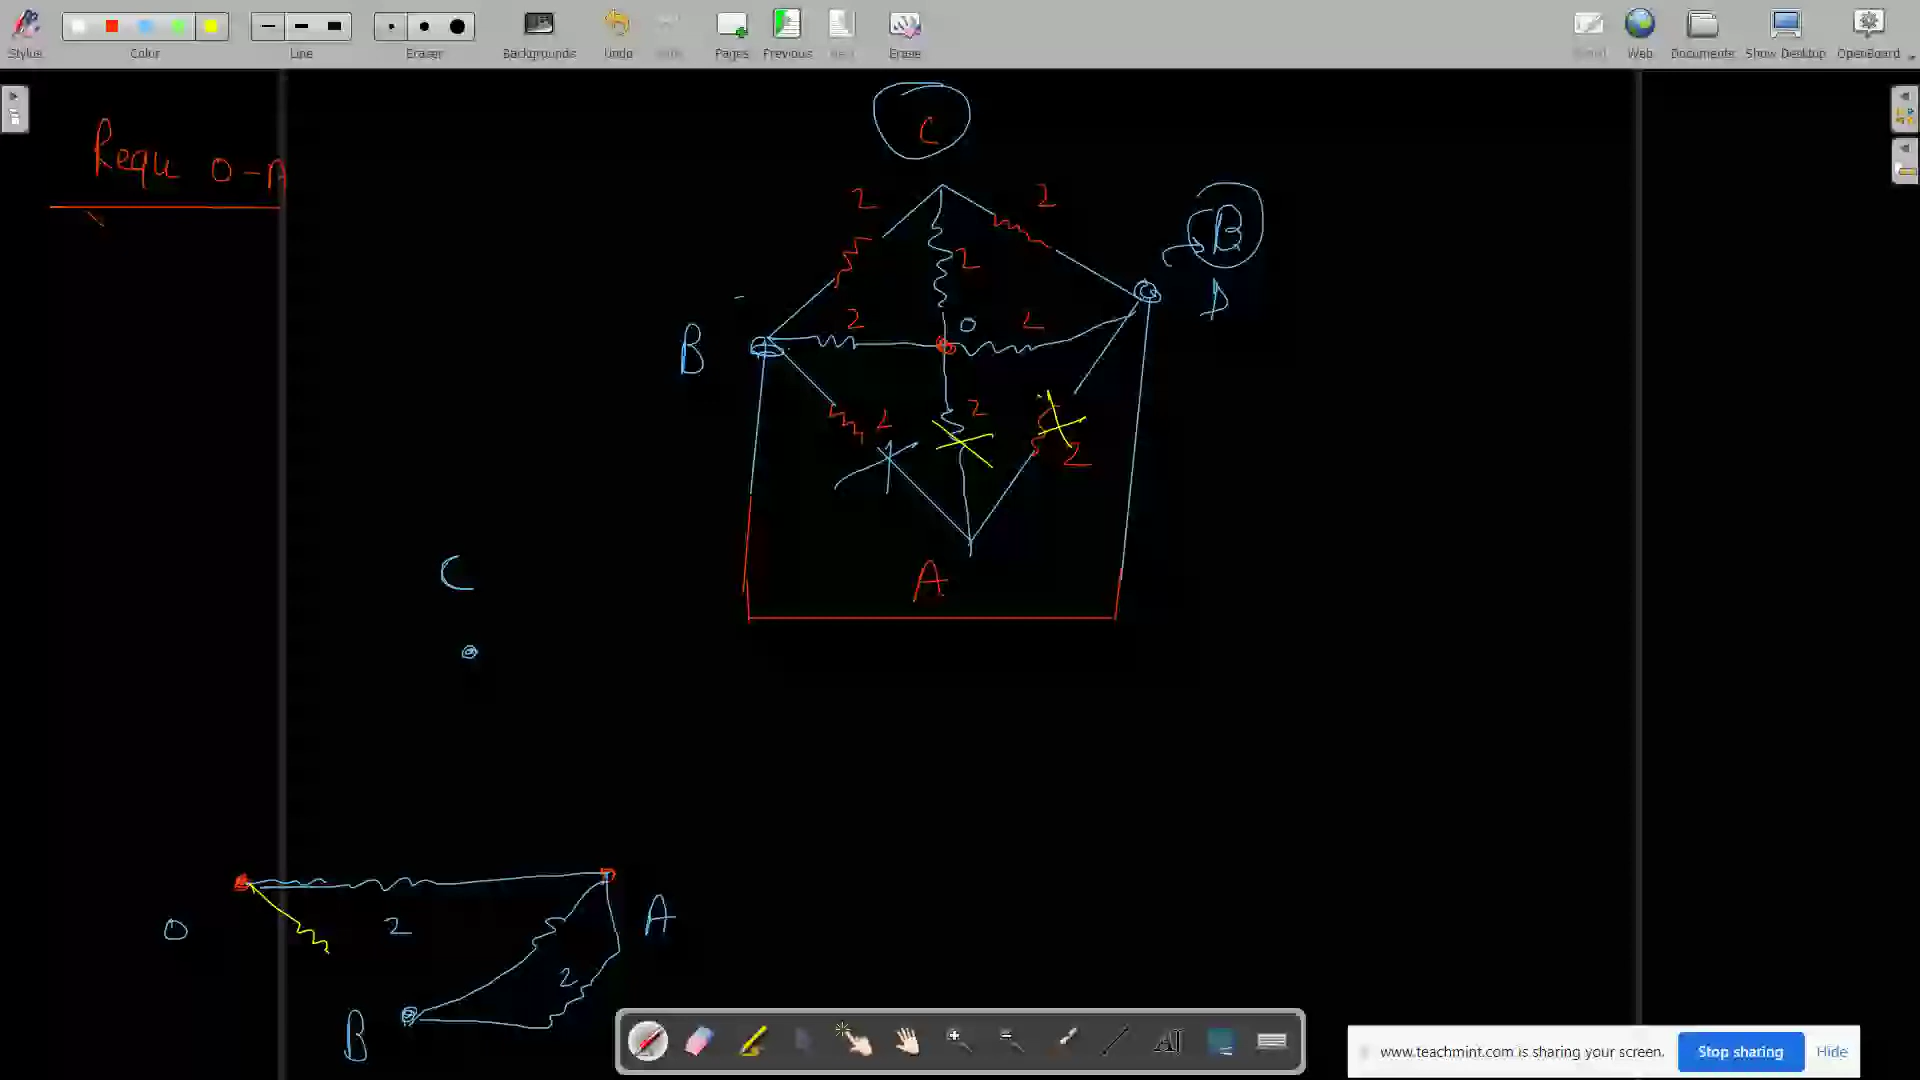 Stylus
Color
Line
Eraser
Backgrounds
Undo
Pages
Previous
Erase
Web
Documents
Show Desktop
OpenBoard
Requ O-A
C
2
2
B
D
2
B
2
O
2
2
2
2
A
C
O
2
A
2
B
www.teachmint.com is sharing your screen.
Stop sharing
Hide